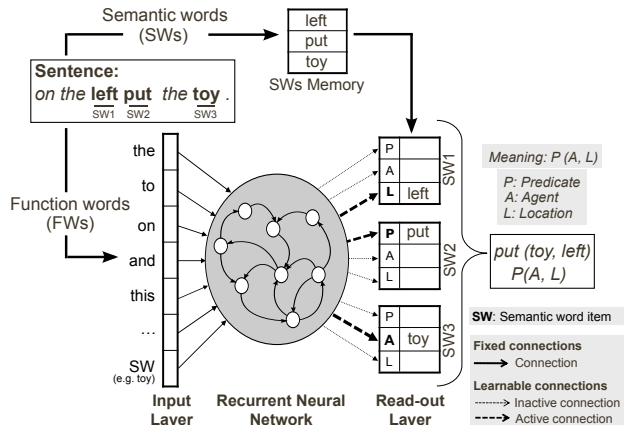 Semantic words
(SWs)
left
put
toy
SWs Memory
Sentence:
on the left put the toy .
SW1 SW2 SW3
Function words
(FWs)
the
to
on
and
this
...
SW
(e.g. toy)
Input
Layer
Recurrent Neural
Network
Read-out
Layer
P
A
L left
SW1
P put
A
L
SW2
P
A toy
L
SW3
Meaning: P (A, L)
P: Predicate
A: Agent
L: Location
put (toy, left)
P(A, L)
SW: Semantic word item
Fixed connections
Connection
Learnable connections
Inactive connection
Active connection